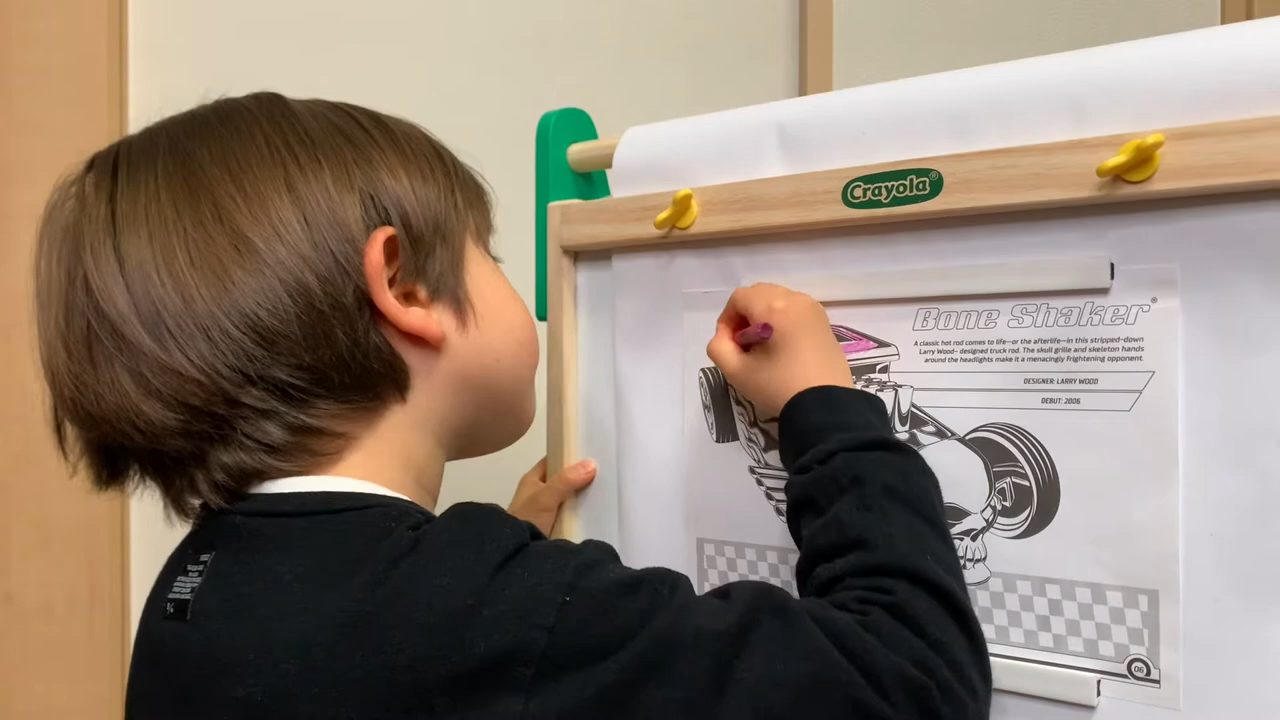 Crayola®
Bone Shaker®
A classic hot rod comes to life—or the afterlife—in this stripped-down
Larry Wood- designed truck rod. The skull grille and skeleton hands
around the headlights make it a menacingly frightening opponent.
DESIGNER: LARRY WOOD
DEBUT: 2006
06